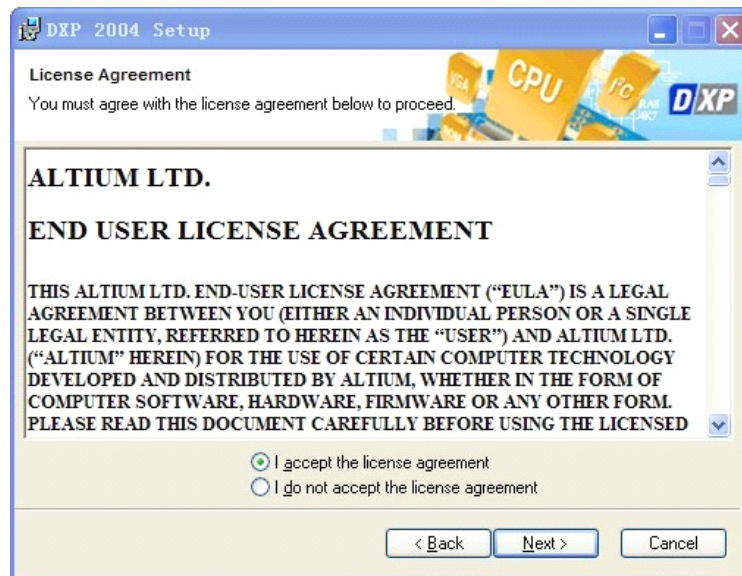 DXP 2004 Setup
License Agreement
You must agree with the license agreement below to proceed.
VGA
CPU
I²C
DXP
ALTIUM LTD.
END USER LICENSE AGREEMENT
THIS ALTIUM LTD. END-USER LICENSE AGREEMENT (“EULA”) IS A LEGAL
AGREEMENT BETWEEN YOU (EITHER AN INDIVIDUAL PERSON OR A SINGLE
LEGAL ENTITY, REFERRED TO HEREIN AS THE “USER”) AND ALTIUM LTD.
(“ALTIUM” HEREIN) FOR THE USE OF CERTAIN COMPUTER TECHNOLOGY
DEVELOPED AND DISTRIBUTED BY ALTIUM, WHETHER IN THE FORM OF
COMPUTER SOFTWARE, HARDWARE, FIRMWARE OR ANY OTHER FORM.
PLEASE READ THIS DOCUMENT CAREFULLY BEFORE USING THE LICENSED
I accept the license agreement
I do not accept the license agreement
< Back
Next >
Cancel